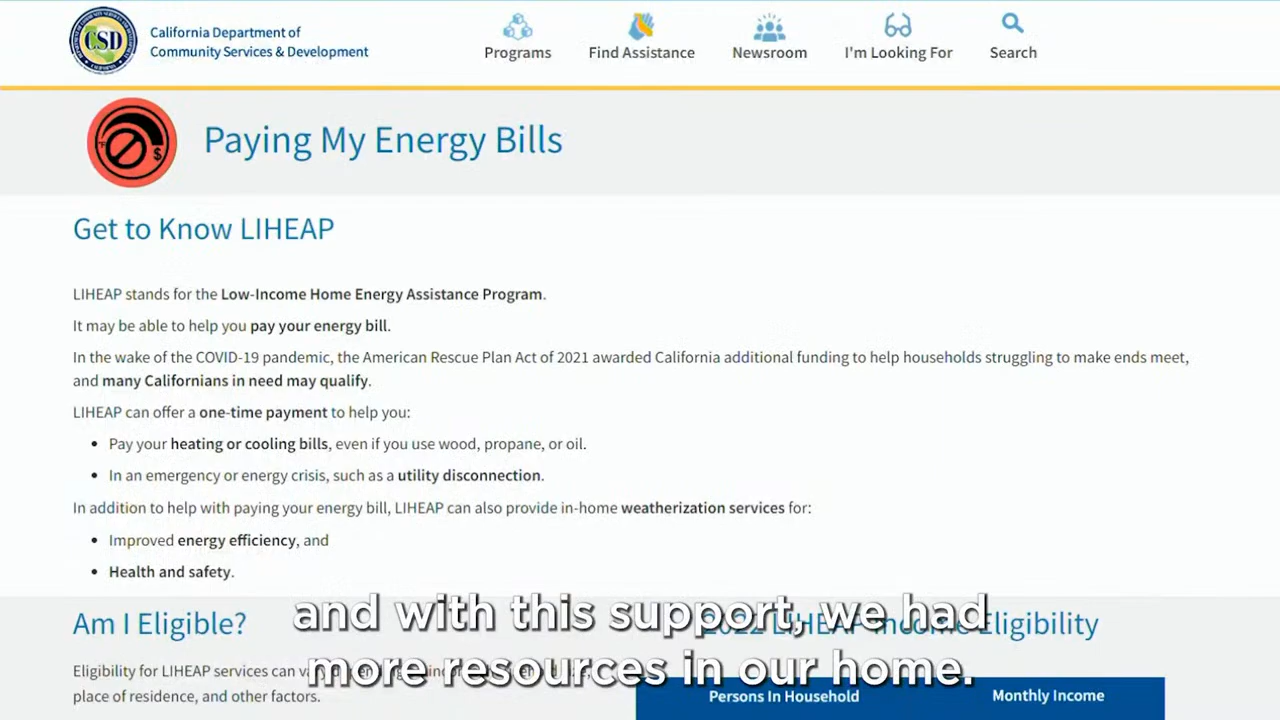 CSD
California Department of
Community Services & Development
Programs
Find Assistance
Newsroom
I'm Looking For
Search
Paying My Energy Bills
Get to Know LIHEAP
LIHEAP stands for the Low-Income Home Energy Assistance Program.
It may be able to help you pay your energy bill.
In the wake of the COVID-19 pandemic, the American Rescue Plan Act of 2021 awarded California additional funding to help households struggling to make ends meet,
and many Californians in need may qualify.
LIHEAP can offer a one-time payment to help you:
• Pay your heating or cooling bills, even if you use wood, propane, or oil.
• In an emergency or energy crisis, such as a utility disconnection.
In addition to help with paying your energy bill, LIHEAP can also provide in-home weatherization services for:
• Improved energy efficiency, and
• Health and safety.
Am I Eligible?
2022 LIHEAP Income Eligibility
and with this support, we had
more resources in our home.
Eligibility for LIHEAP services can
place of residence, and other factors.
Persons In Household
Monthly Income